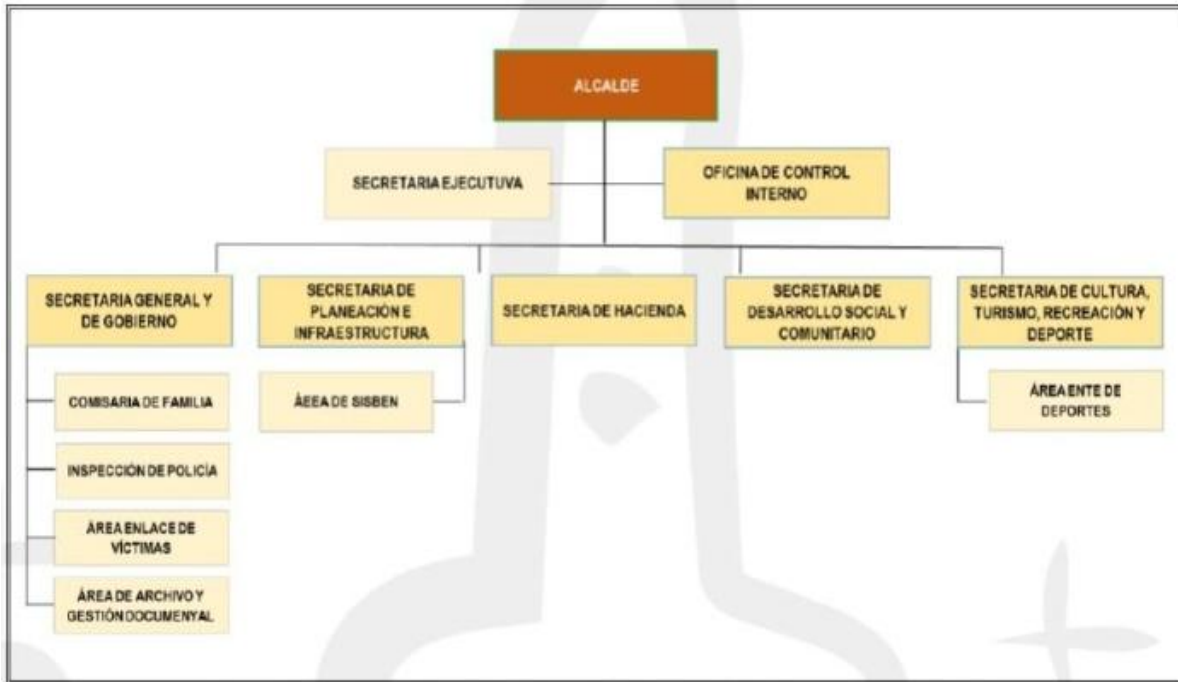 ALCALDE
SECRETARIA EJECUTUVA
OFICINA DE CONTROL
INTERNO
SECRETARIA GENERAL Y
DE GOBIERNO
SECRETARIA DE
PLANEACIÓN E
INFRAESTRUCTURA
SECRETARIA DE HACIENDA
SECRETARIA DE
DESARROLLO SOCIAL Y
COMUNITARIO
SECRETARIA DE CULTURA,
TURISMO, RECREACIÓN Y
DEPORTE
COMISARIA DE FAMILIA
INSPECCIÓN DE POLICÍA
ÁREA ENLACE DE
VÍCTIMAS
ÁREA DE ARCHIVO Y
GESTIÓN DOCUMENYAL
ÀEEA DE SISBEN
ÁREA ENTE DE
DEPORTES